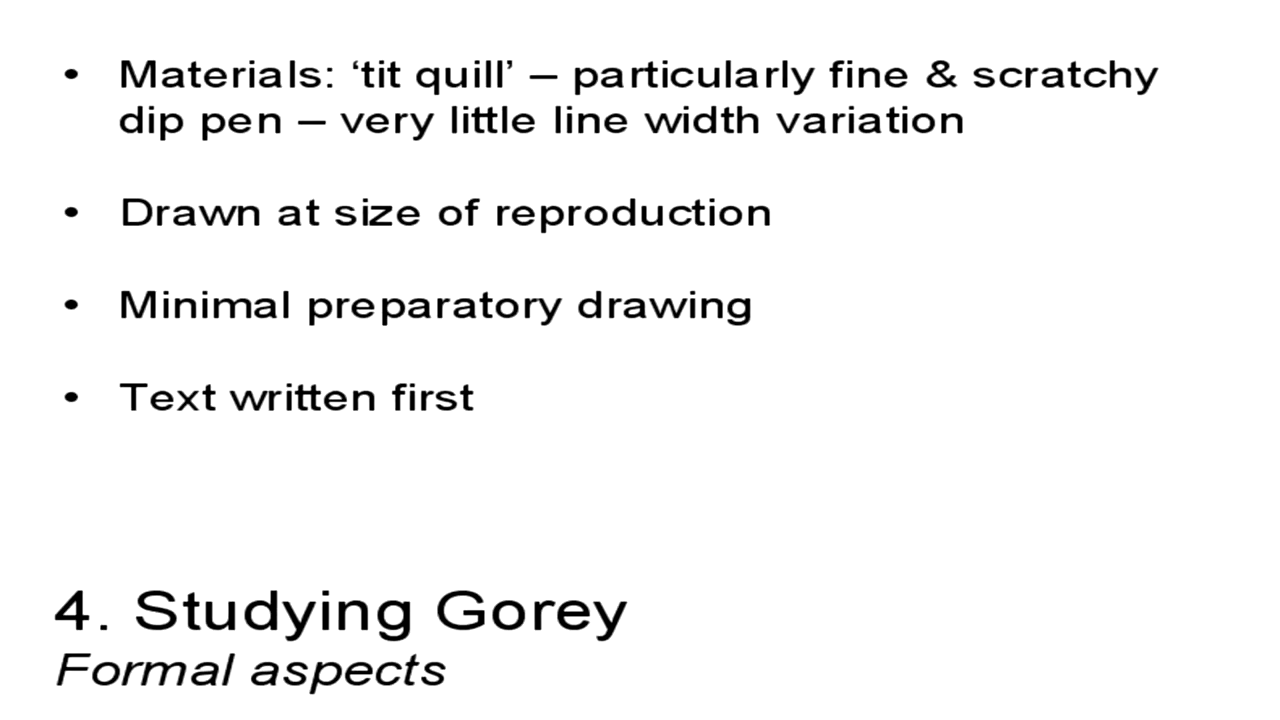 • Materials: ‘tit quill’ – particularly fine & scratchy
dip pen – very little line width variation
• Drawn at size of reproduction
• Minimal preparatory drawing
• Text written first
4. Studying Gorey
Formal aspects